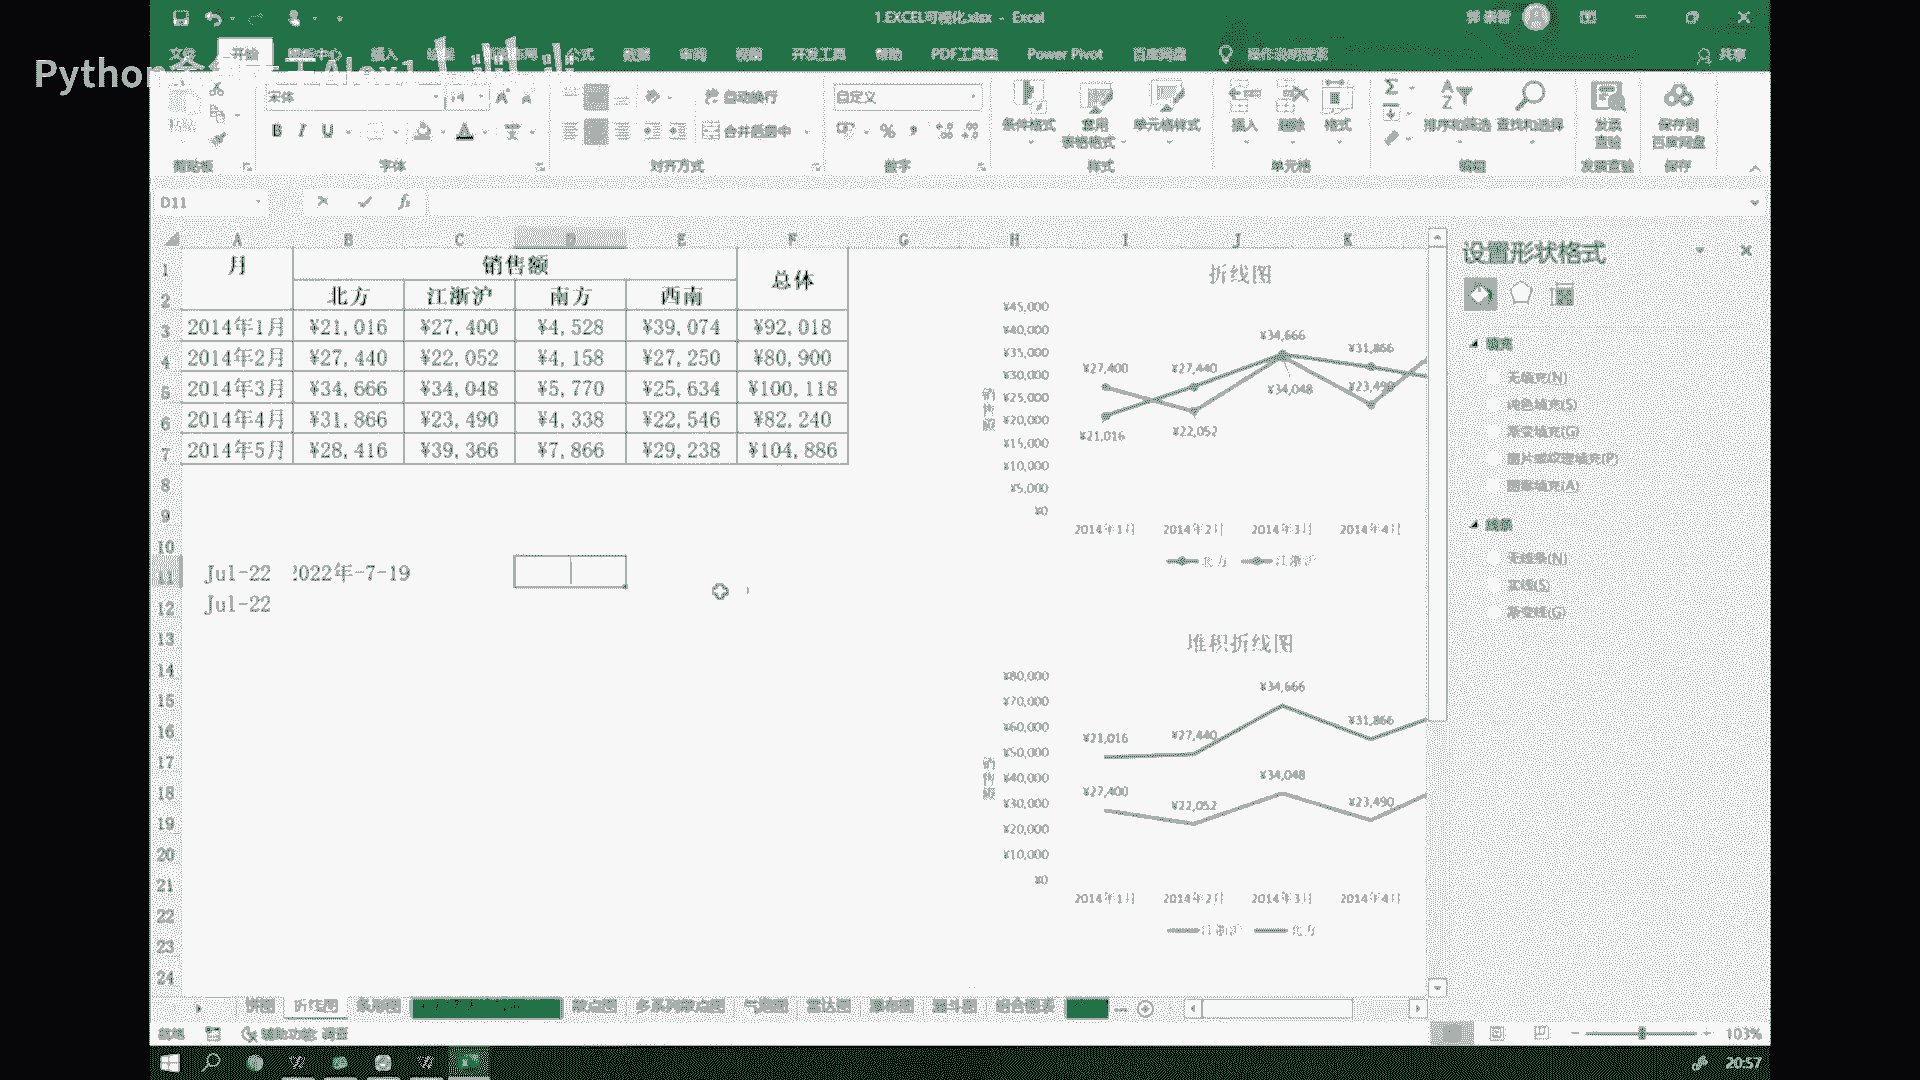 1.EXCEL可视化.xlsx - Excel
文件 开始 插入 公式 数据 审阅 视图 开发工具 帮助 PDF工具集 Power Pivot 百度网盘 操作说明搜索 共享
Python
宋体 14 自动换行 自定义
B I U 合并后居中 条件格式 套用 表格格式 单元格样式 插入 删除 格式 排序和筛选 查找和选择 发票 查验 保存到 百度网盘
剪贴板 字体 对齐方式 数字 样式 单元格 编辑 发票查验 保存
D11
A B C D E F G H I J K
1 月 销售额 总体
2 北方 江浙沪 南方 西南
3 2014年1月 ¥21,016 ¥27,400 ¥4,528 ¥39,074 ¥92,018
4 2014年2月 ¥27,440 ¥22,052 ¥4,158 ¥27,250 ¥80,900
5 2014年3月 ¥34,666 ¥34,048 ¥5,770 ¥25,634 ¥100,118
6 2014年4月 ¥31,866 ¥23,490 ¥4,338 ¥22,546 ¥82,240
7 2014年5月 ¥28,416 ¥39,366 ¥7,866 ¥29,238 ¥104,886
8
9
10
11 Jul-22 2022年-7-19
12 Jul-22
13
14
15
16
17
18
19
20
21
22
23
24
折线图
¥45,000
¥40,000
¥35,000
¥30,000
¥25,000
¥20,000
¥15,000
¥10,000
¥5,000
¥0
销售额
¥27,400 ¥27,440 ¥34,666 ¥31,866
¥21,016 ¥22,052 ¥34,048 ¥23,490
2014年1月 2014年2月 2014年3月 2014年4月
北方 江浙沪
堆积折线图
¥80,000
¥70,000
¥60,000
¥50,000
¥40,000
¥30,000
¥20,000
¥10,000
¥0
销售额
¥21,016 ¥27,440 ¥34,666 ¥31,866
¥27,400 ¥22,052 ¥34,048 ¥23,490
2014年1月 2014年2月 2014年3月 2014年4月
江浙沪 北方
设置形状格式
填充
无填充(N)
纯色填充(S)
渐变填充(G)
图片或纹理填充(P)
图案填充(A)
线条
无线条(N)
实线(S)
渐变线(G)
饼图 折线图 条形图 散点图 多系列散点图 气泡图 雷达图 瀑布图 漏斗图 组合图表
就绪 辅助功能: 调查 103%
20:57